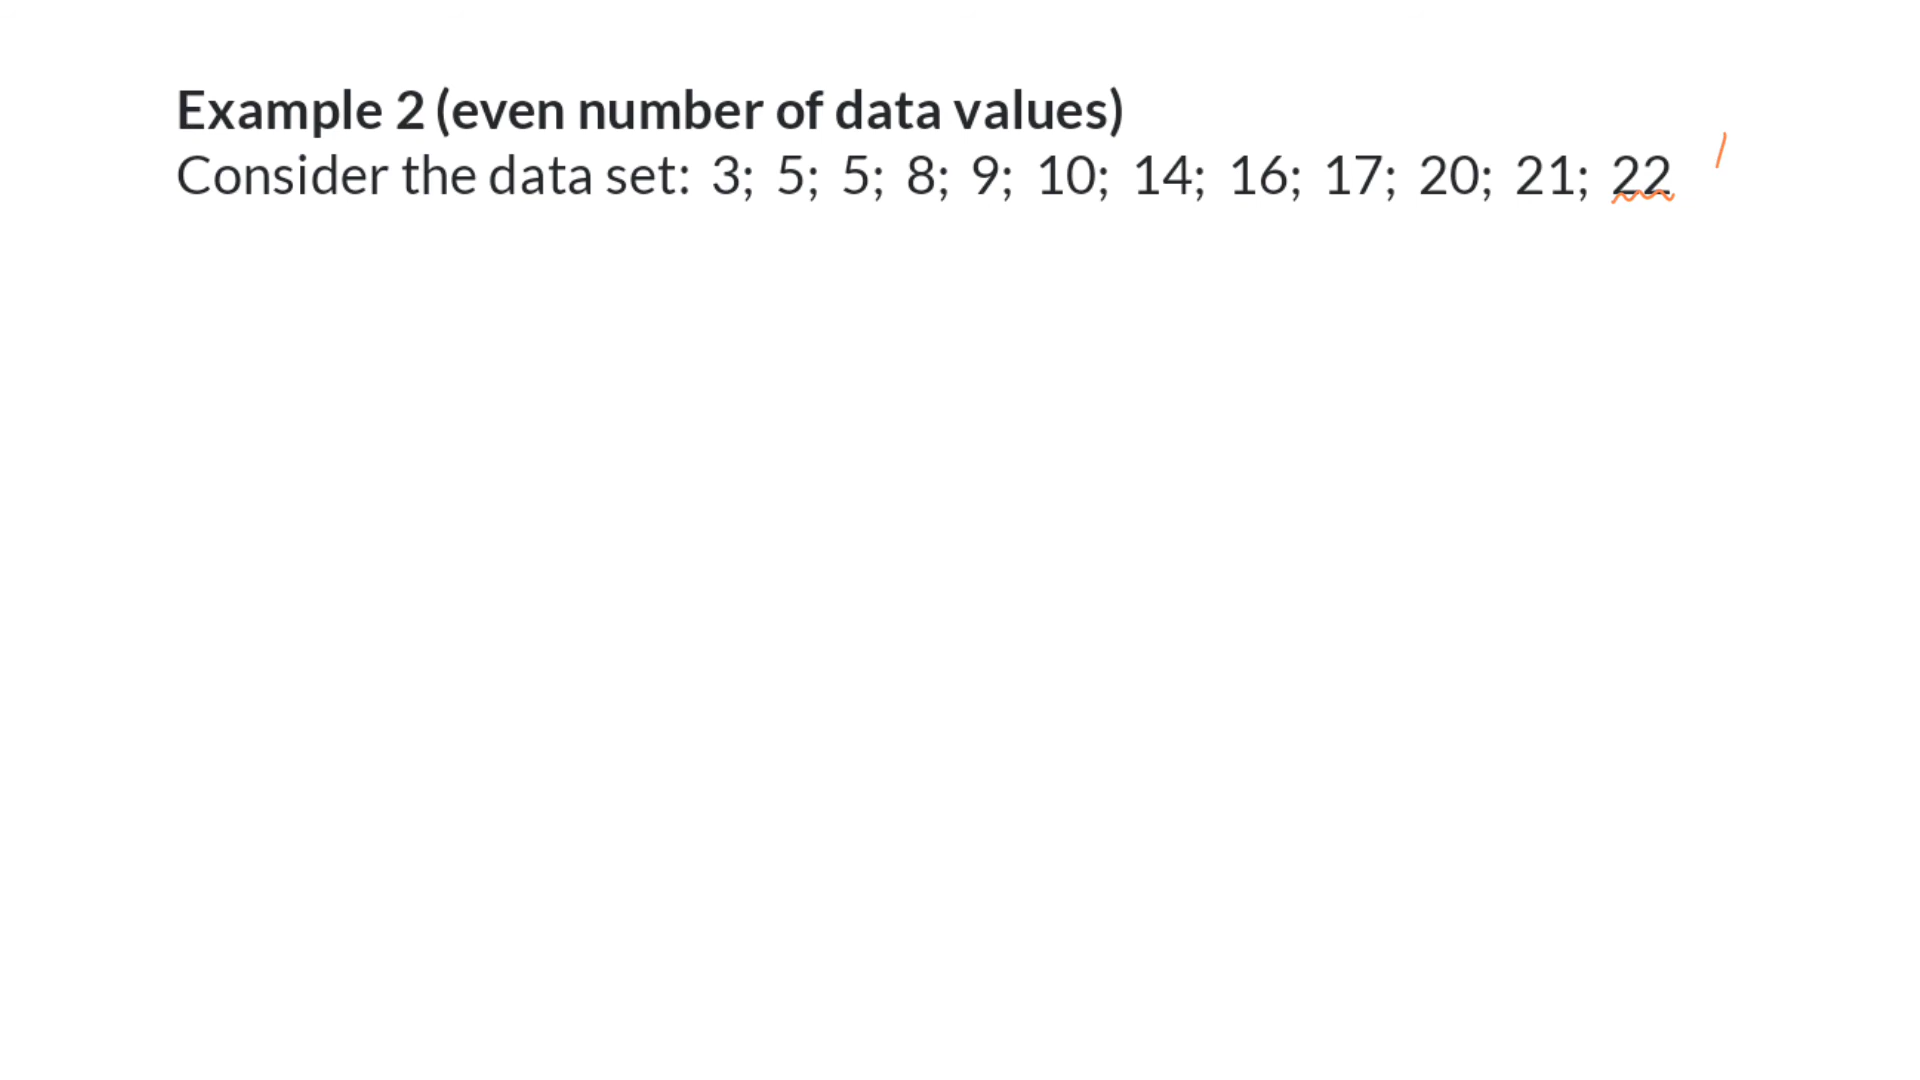 Example 2 (even number of data values)
Consider the data set: 3; 5; 5; 8; 9; 10; 14; 16; 17; 20; 21; 22